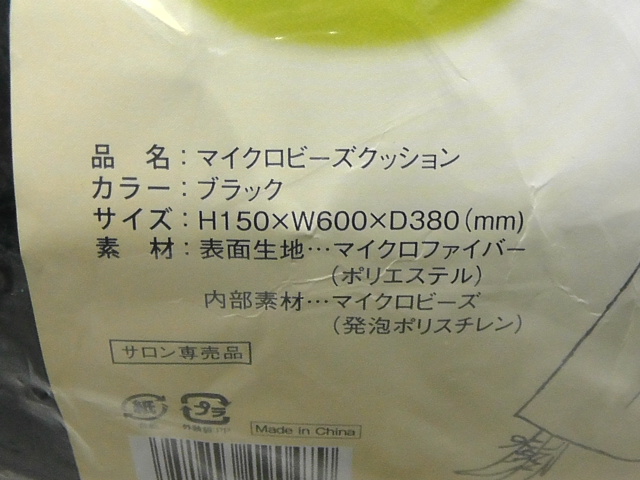 品 名：マイクロビーズクッション
カラー：ブラック
サイズ：H150×W600×D380(mm)
素 材：表面生地…マイクロファイバー
(ポリエステル)
内部素材…マイクロビーズ
(発泡ポリスチレン)
サロン専売品
紙 プラ
外装袋:PP
Made in China